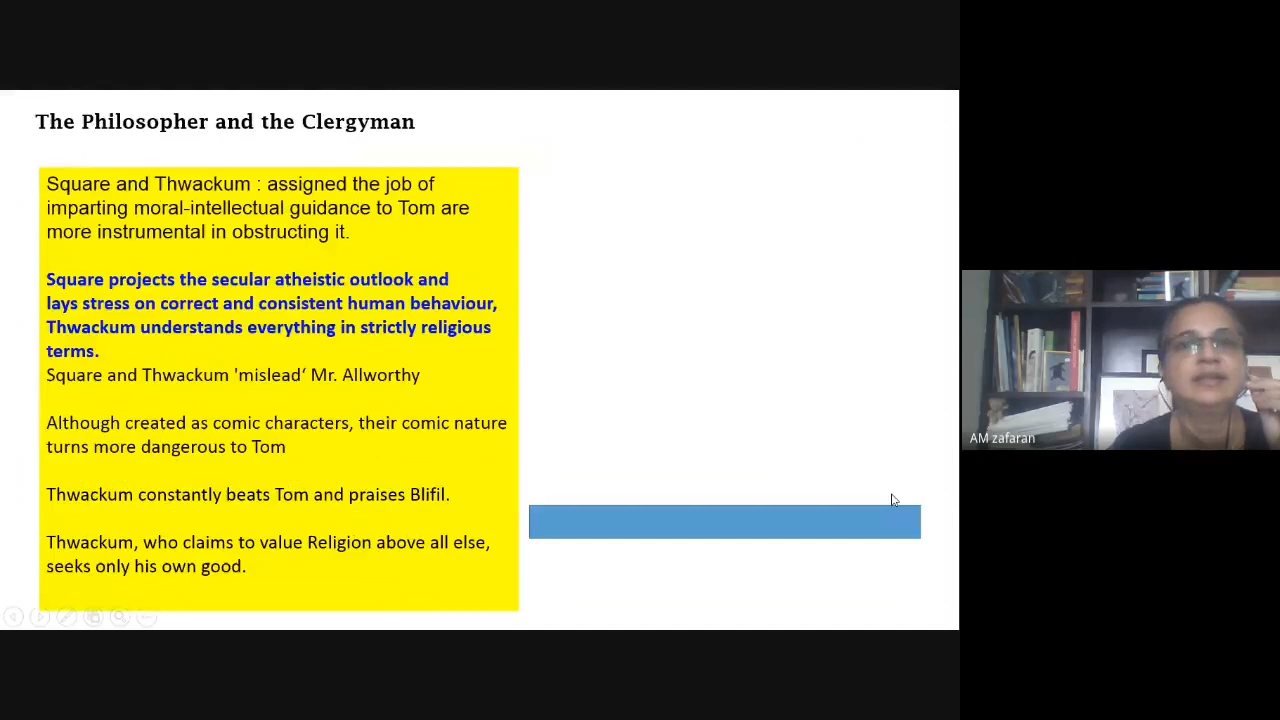 The Philosopher and the Clergyman
Square and Thwackum : assigned the job of
imparting moral-intellectual guidance to Tom are
more instrumental in obstructing it.
Square projects the secular atheistic outlook and
lays stress on correct and consistent human behaviour,
Thwackum understands everything in strictly religious
terms.
Square and Thwackum 'mislead‘ Mr. Allworthy
Although created as comic characters, their comic nature
turns more dangerous to Tom
Thwackum constantly beats Tom and praises Blifil.
Thwackum, who claims to value Religion above all else,
seeks only his own good.
AM zafaran